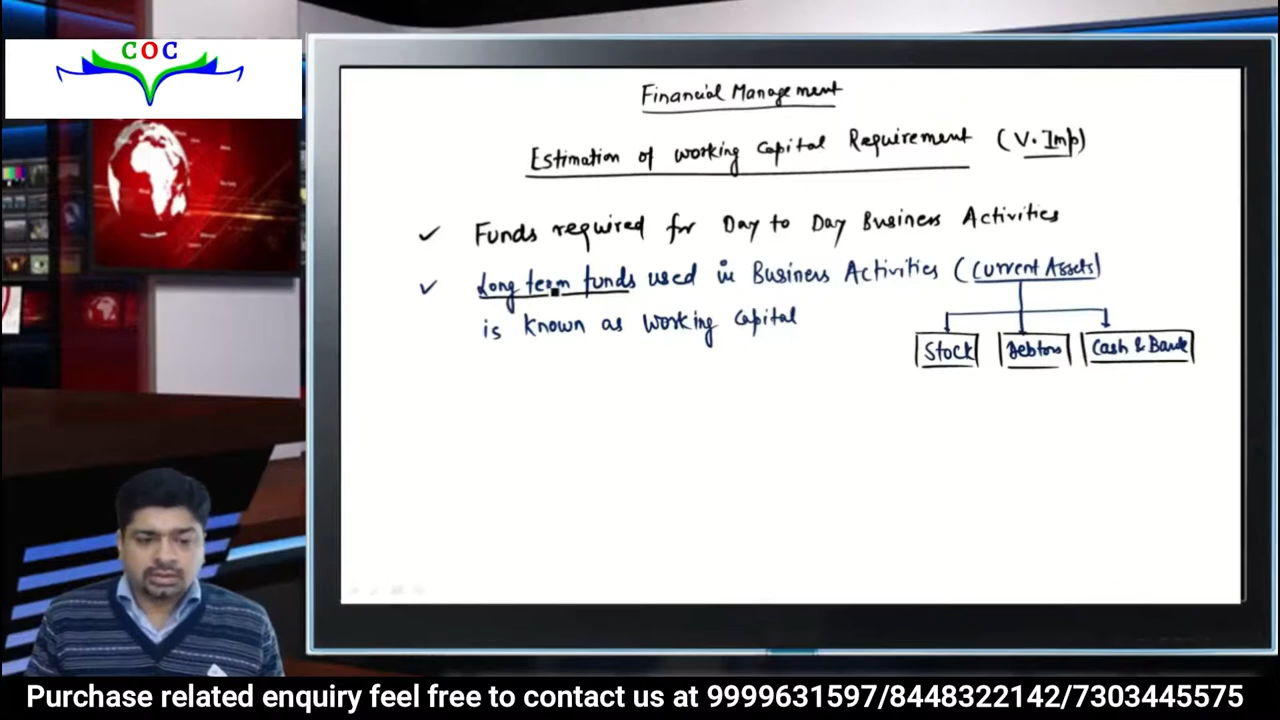 COC
Financial Management
Estimation of Working Capital Requirement (V. Imp)
✓ Funds required for Day to Day Business Activities
✓ Long term funds used in Business Activities (Current Assets)
is known as Working Capital
Stock Debtors Cash & Bank
Purchase related enquiry feel free to contact us at 9999631597/8448322142/7303445575